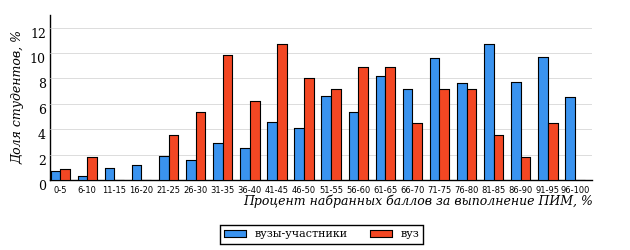 Доля студентов, %
12
10
8
6
4
2
0
0-5 6-10 11-15 16-20 21-25 26-30 31-35 36-40 41-45 46-50 51-55 56-60 61-65 66-70 71-75 76-80 81-85 86-90 91-95 96-100
Процент набранных баллов за выполнение ПИМ, %
вузы-участники вуз